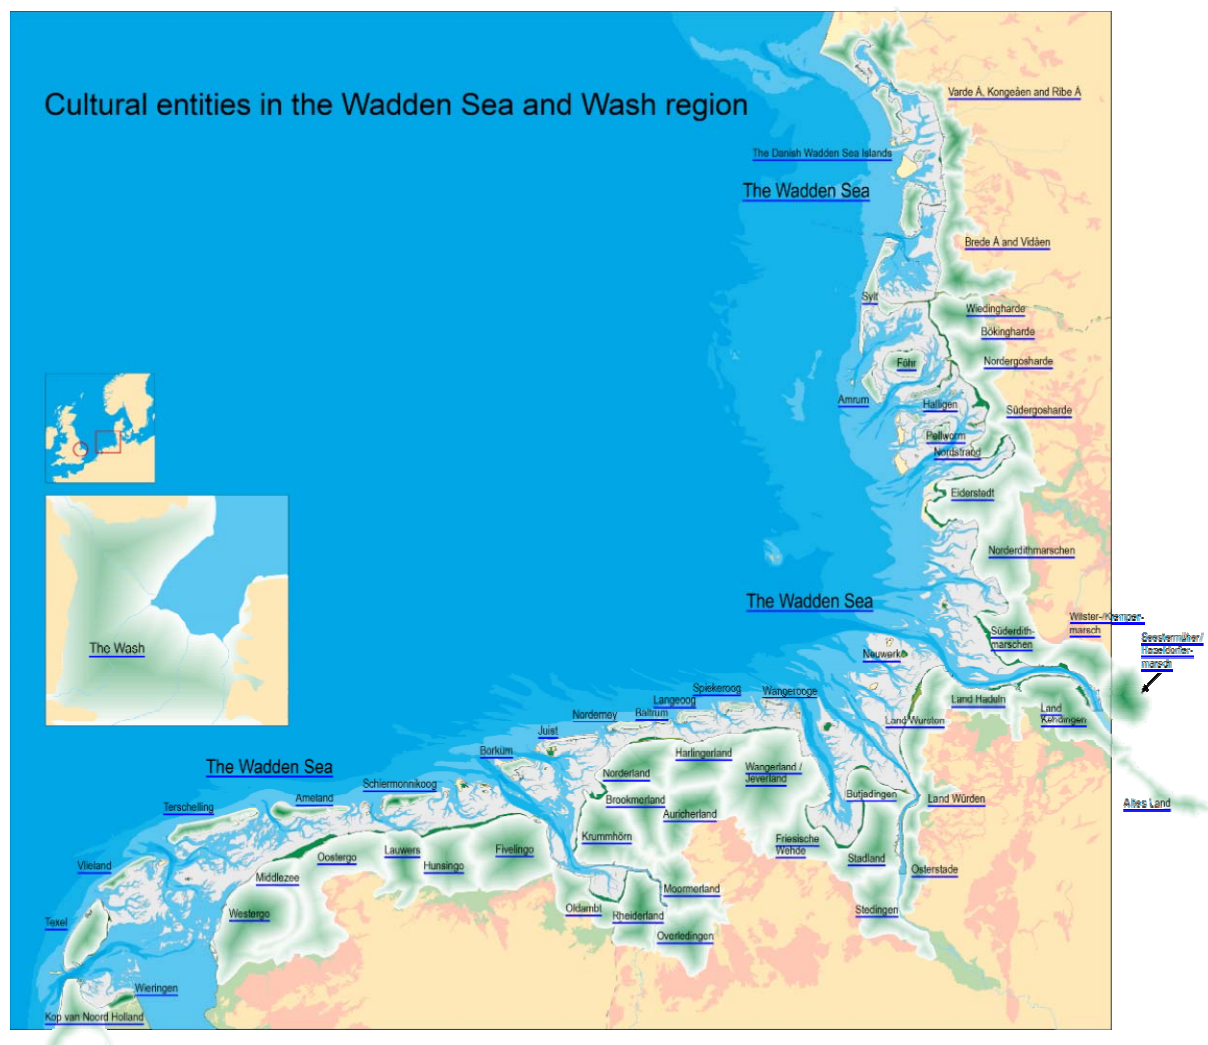 Cultural entities in the Wadden Sea and Wash region
Varde Å, Kongeåen and Ribe Å
The Danish Wadden Sea Islands
The Wadden Sea
Brede Å and Vidåen
Sylt
Wiedingharde
Bökingharde
Föhr
Nordergosharde
Amrum
Halligen
Südergosharde
Pellworm
Nordstrand
Eiderstedt
Norderdithmarschen
The Wadden Sea
Wilster-/Kremper-
marsch
Süderdith-
marschen
Seestermüher/
Haseldorfer-
marsch
The Wash
Neuwerk
Spiekeroog
Wangerooge
Langeoog
Land Hadeln
Baltrum
Norderney
Land
Kehdingen
Land Wursten
Juist
Borkum
Harlingerland
The Wadden Sea
Wangerland /
Jeverland
Norderland
Schiermonnikoog
Butjadingen
Ameland
Brookmerland
Land Würden
Altes Land
Terschelling
Auricherland
Krummhörn
Friesische
Wehde
Lauwers
Fivelingo
Oostergo
Stadland
Vlieland
Hunsingo
Osterstade
Middlezee
Moormerland
Westergo
Oldambt
Rheiderland
Stedingen
Texel
Overledingen
Wieringen
Kop van Noord Holland